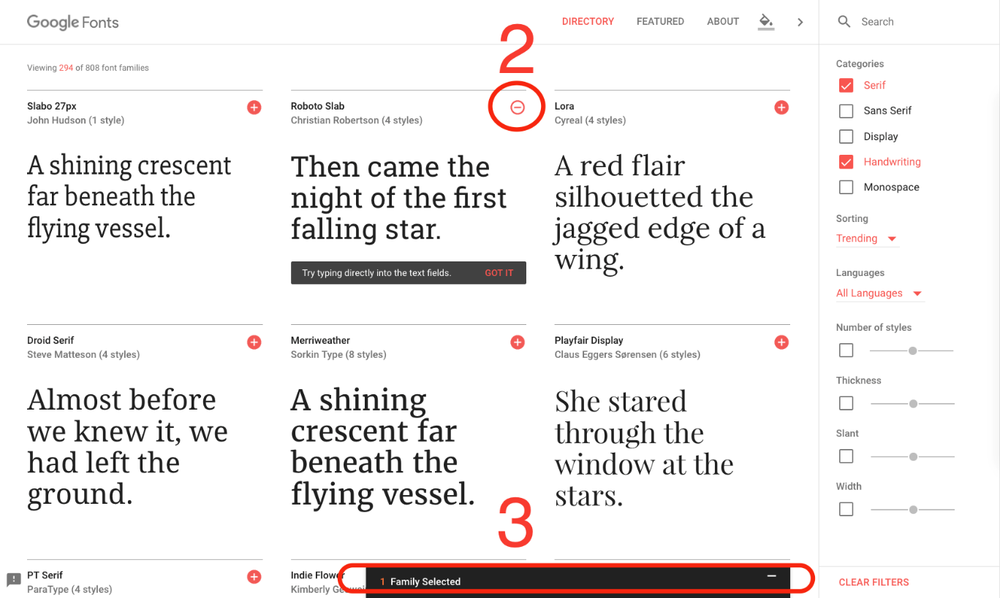 Google Fonts
DIRECTORY
FEATURED
ABOUT
Search
Viewing 294 of 808 font families
2
Slabo 27px
John Hudson (1 style)
A shining crescent
far beneath the
flying vessel.
Roboto Slab
Christian Robertson (4 styles)
Then came the
night of the first
falling star.
Try typing directly into the text fields. GOT IT
Lora
Cyreal (4 styles)
A red flair
silhouetted the
jagged edge of a
wing.
Droid Serif
Steve Matteson (4 styles)
Almost before
we knew it, we
had left the
ground.
Merriweather
Sorkin Type (8 styles)
A shining
crescent far
beneath the
flying vessel.
Playfair Display
Claus Eggers Sørensen (6 styles)
She stared
through the
window at the
stars.
3
PT Serif
ParaType (4 styles)
Indie Flower
Kimberly
1 Family Selected
Categories
Serif
Sans Serif
Display
Handwriting
Monospace
Sorting
Trending
Languages
All Languages
Number of styles
Thickness
Slant
Width
CLEAR FILTERS